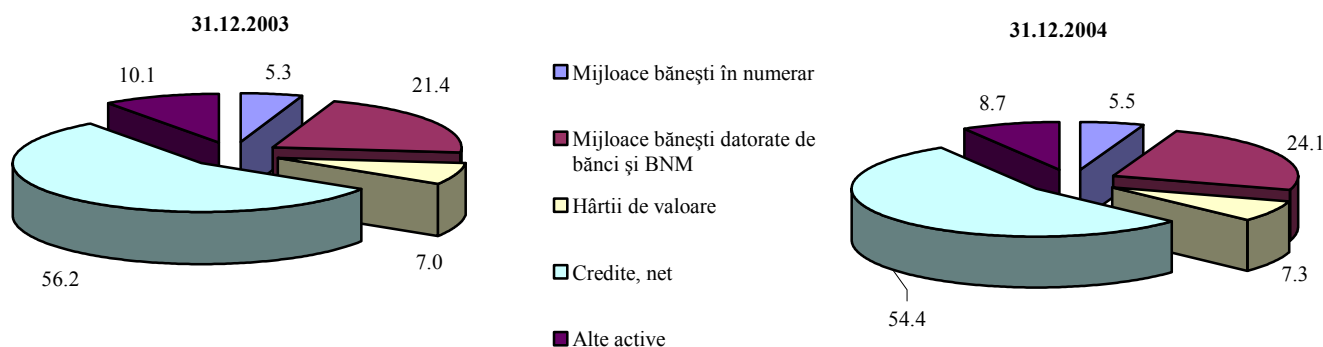 31.12.2003
10.1
5.3
21.4
7.0
56.2
Mijloace băneşti în numerar
Mijloace băneşti datorate de
bănci şi BNM
Hârtii de valoare
Credite, net
Alte active
31.12.2004
8.7
5.5
24.1
7.3
54.4